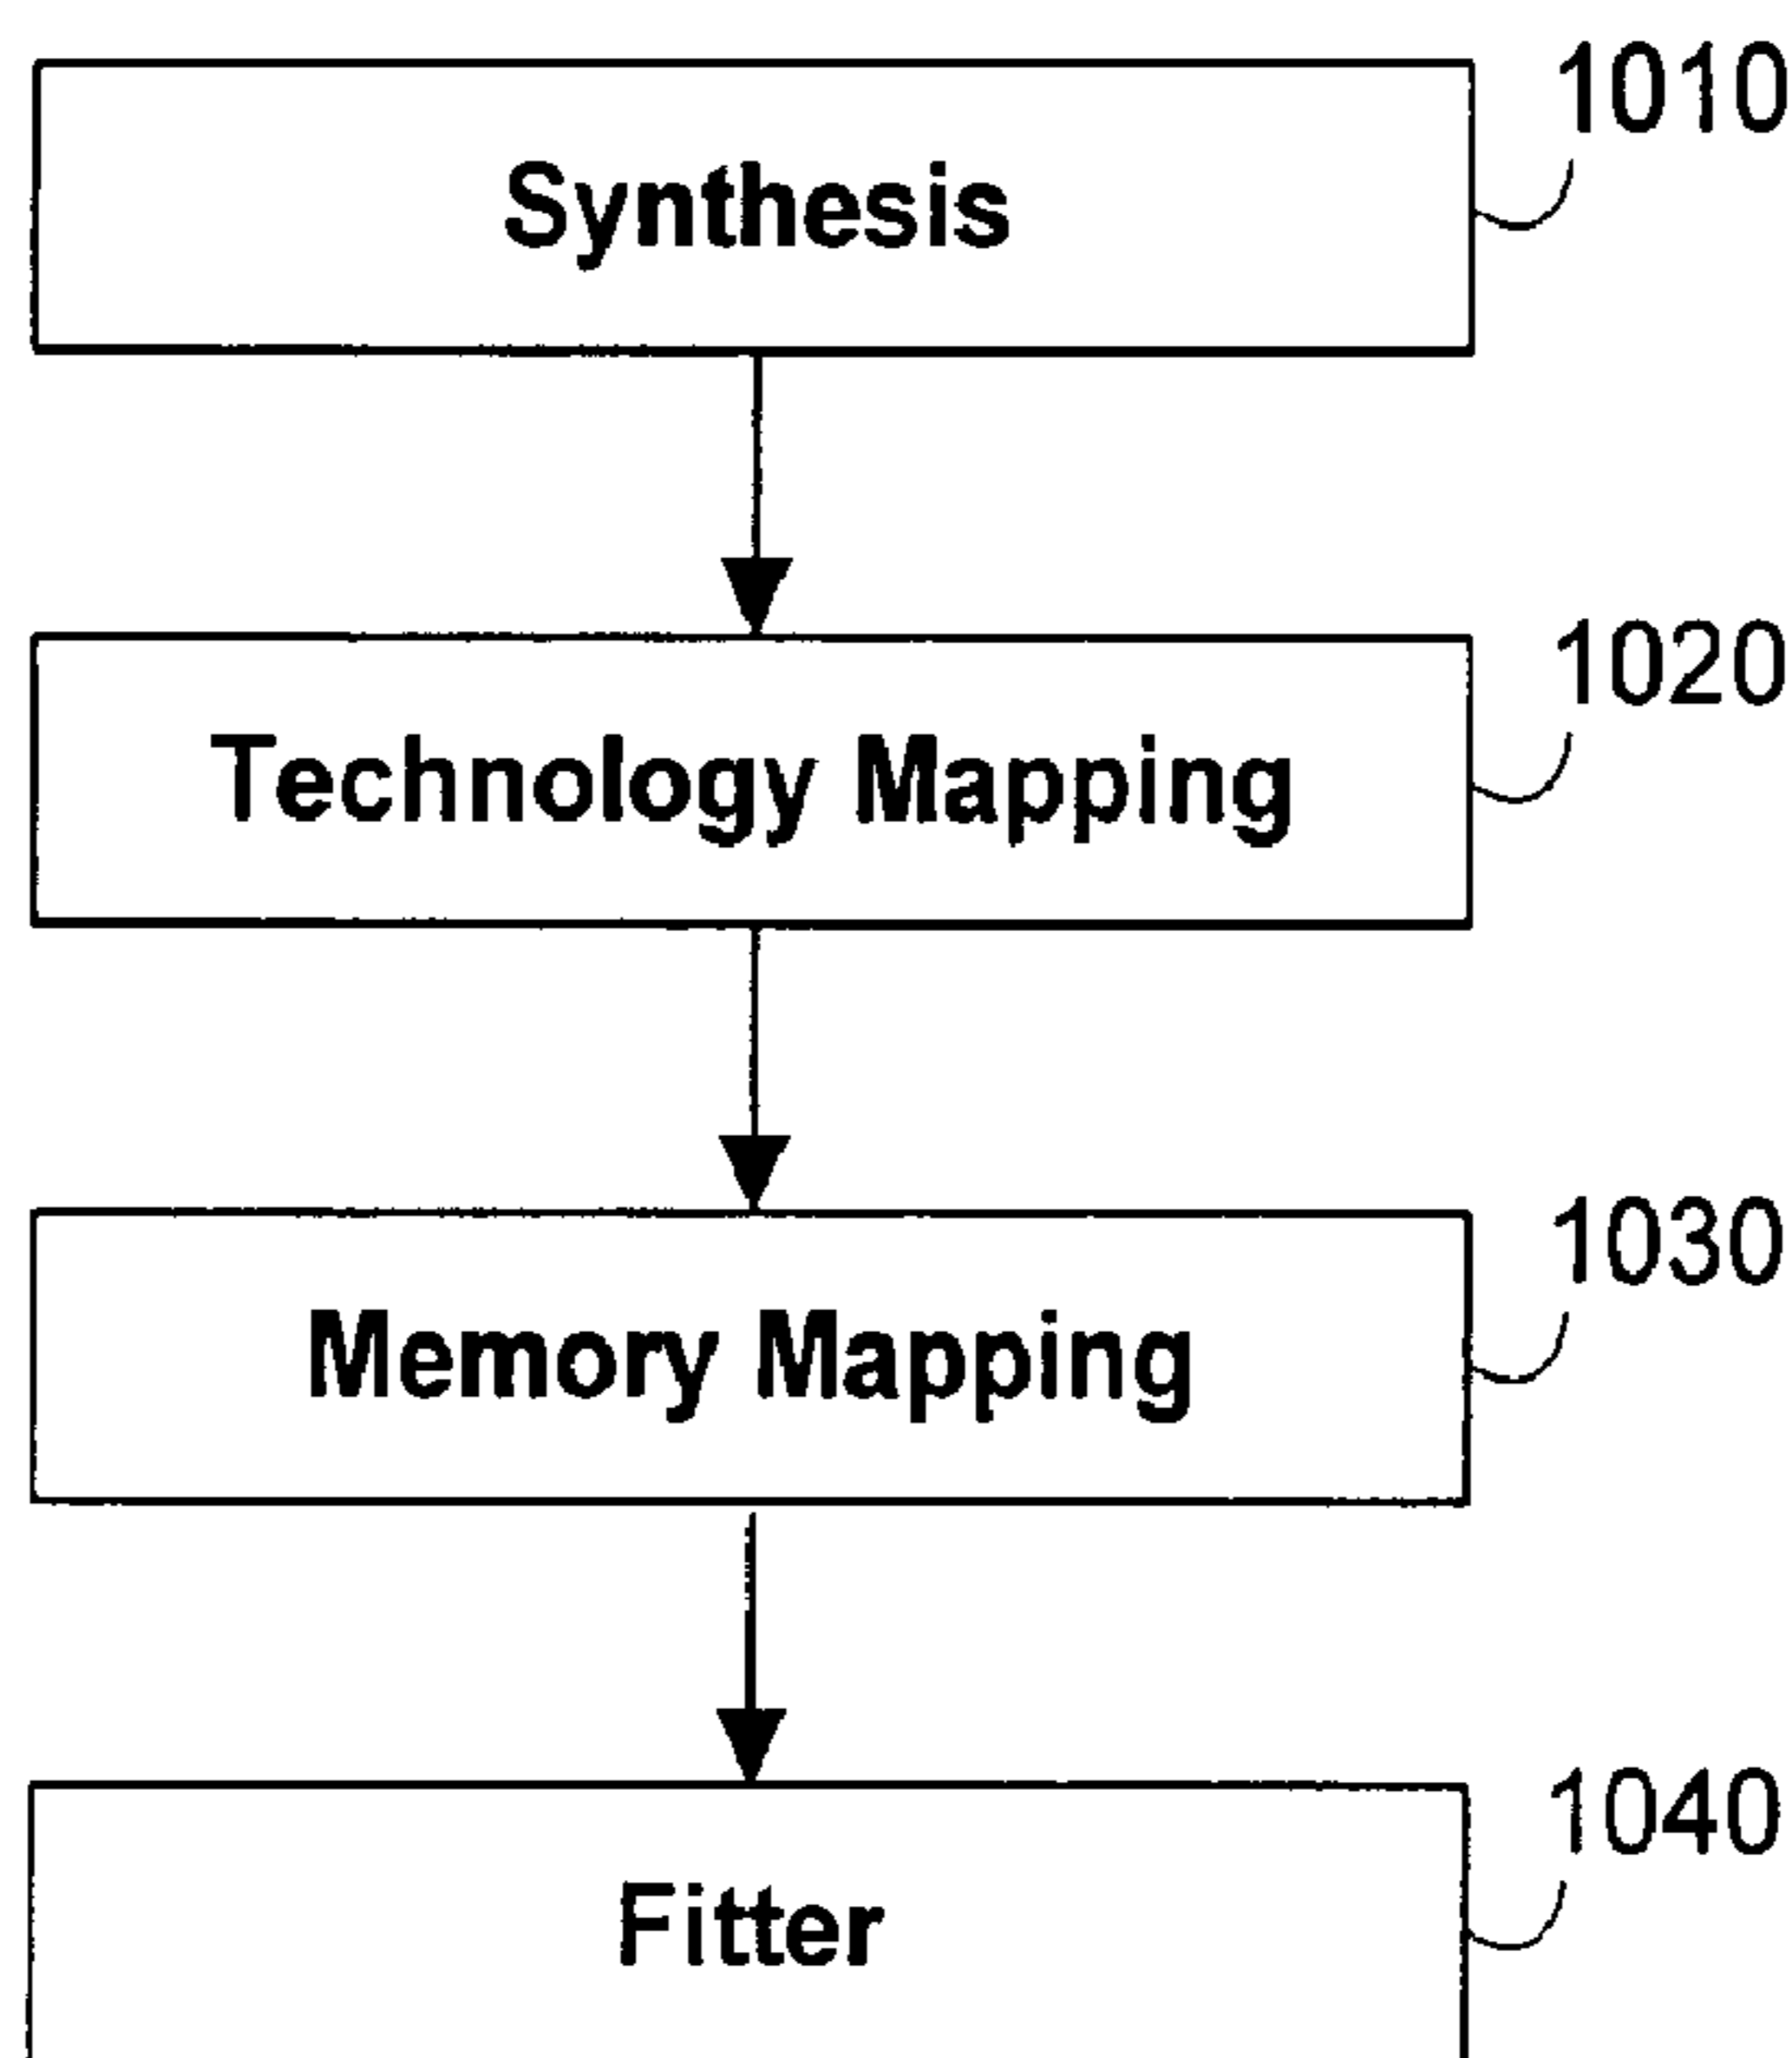 1010
Synthesis
1020
Technology Mapping
1030
Memory Mapping
1040
Fitter